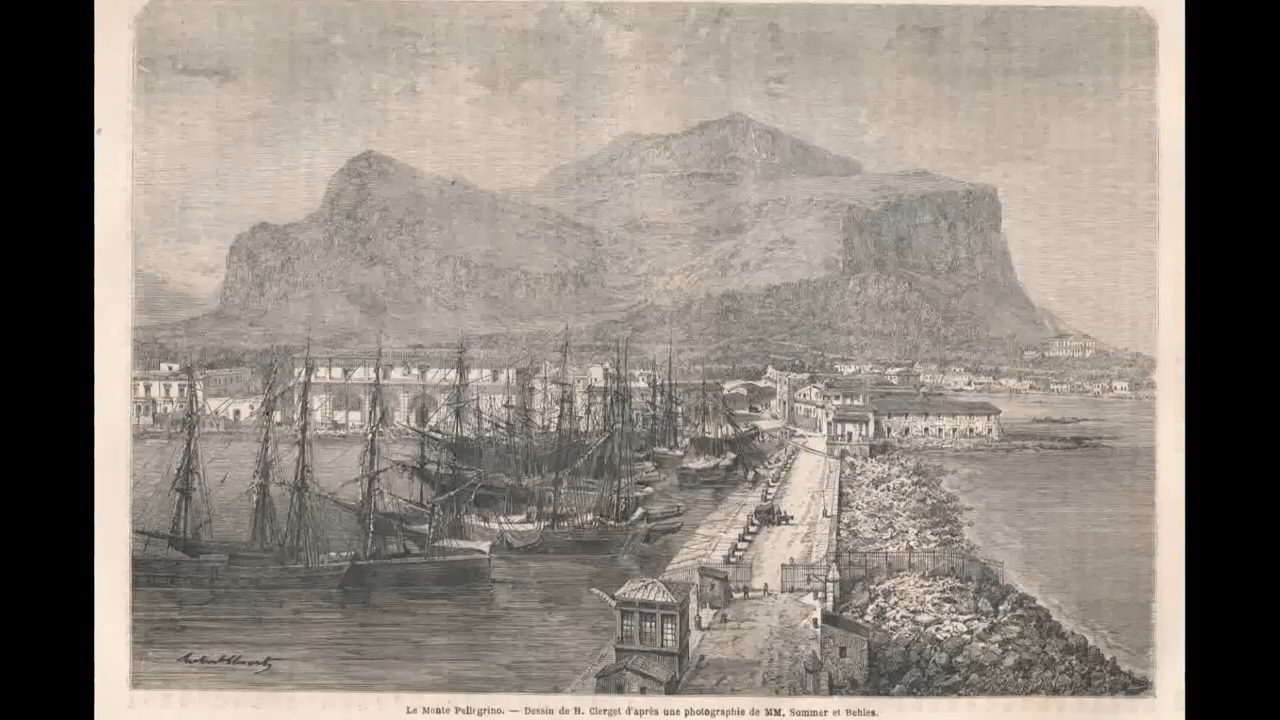 Le Monte Pellegrino. — Dessin de H. Clerget d'après une photographie de MM. Sommer et Behles.